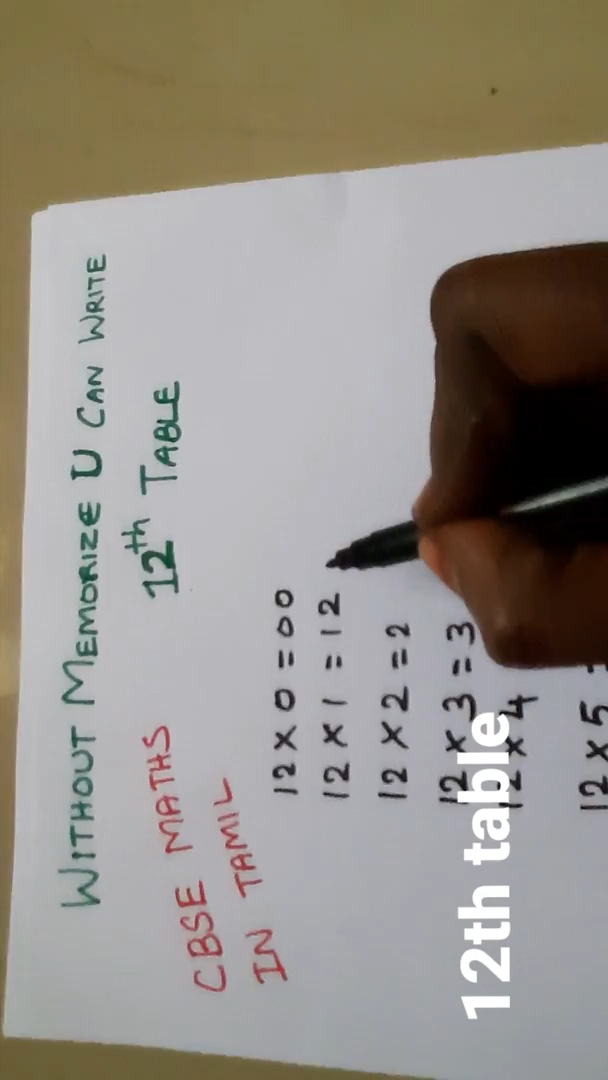 WITHOUT MEMORIZE U CAN WRITE
12th TABLE
CBSE MATHS
IN TAMIL
12 x 0 = 00
12 x 1 = 12
12 x 2 = 2
12 x 3 = 3
12 x 4
12 x 5 =
12th table